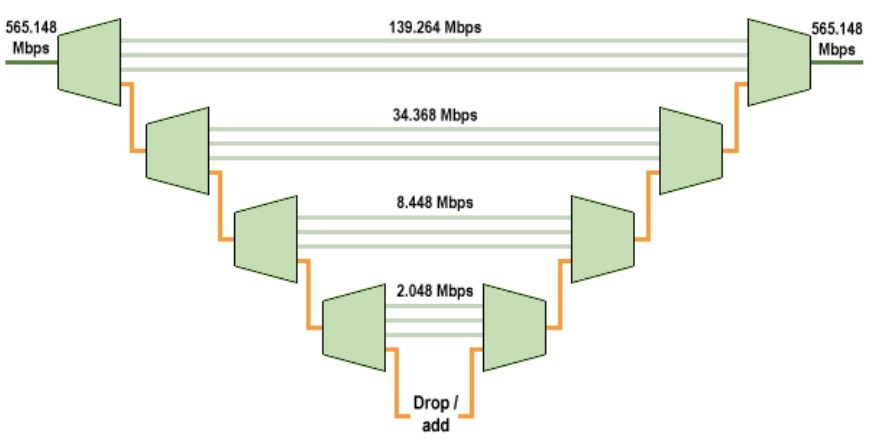 565.148
Mbps
139.264 Mbps
565.148
Mbps
34.368 Mbps
8.448 Mbps
2.048 Mbps
Drop /
add